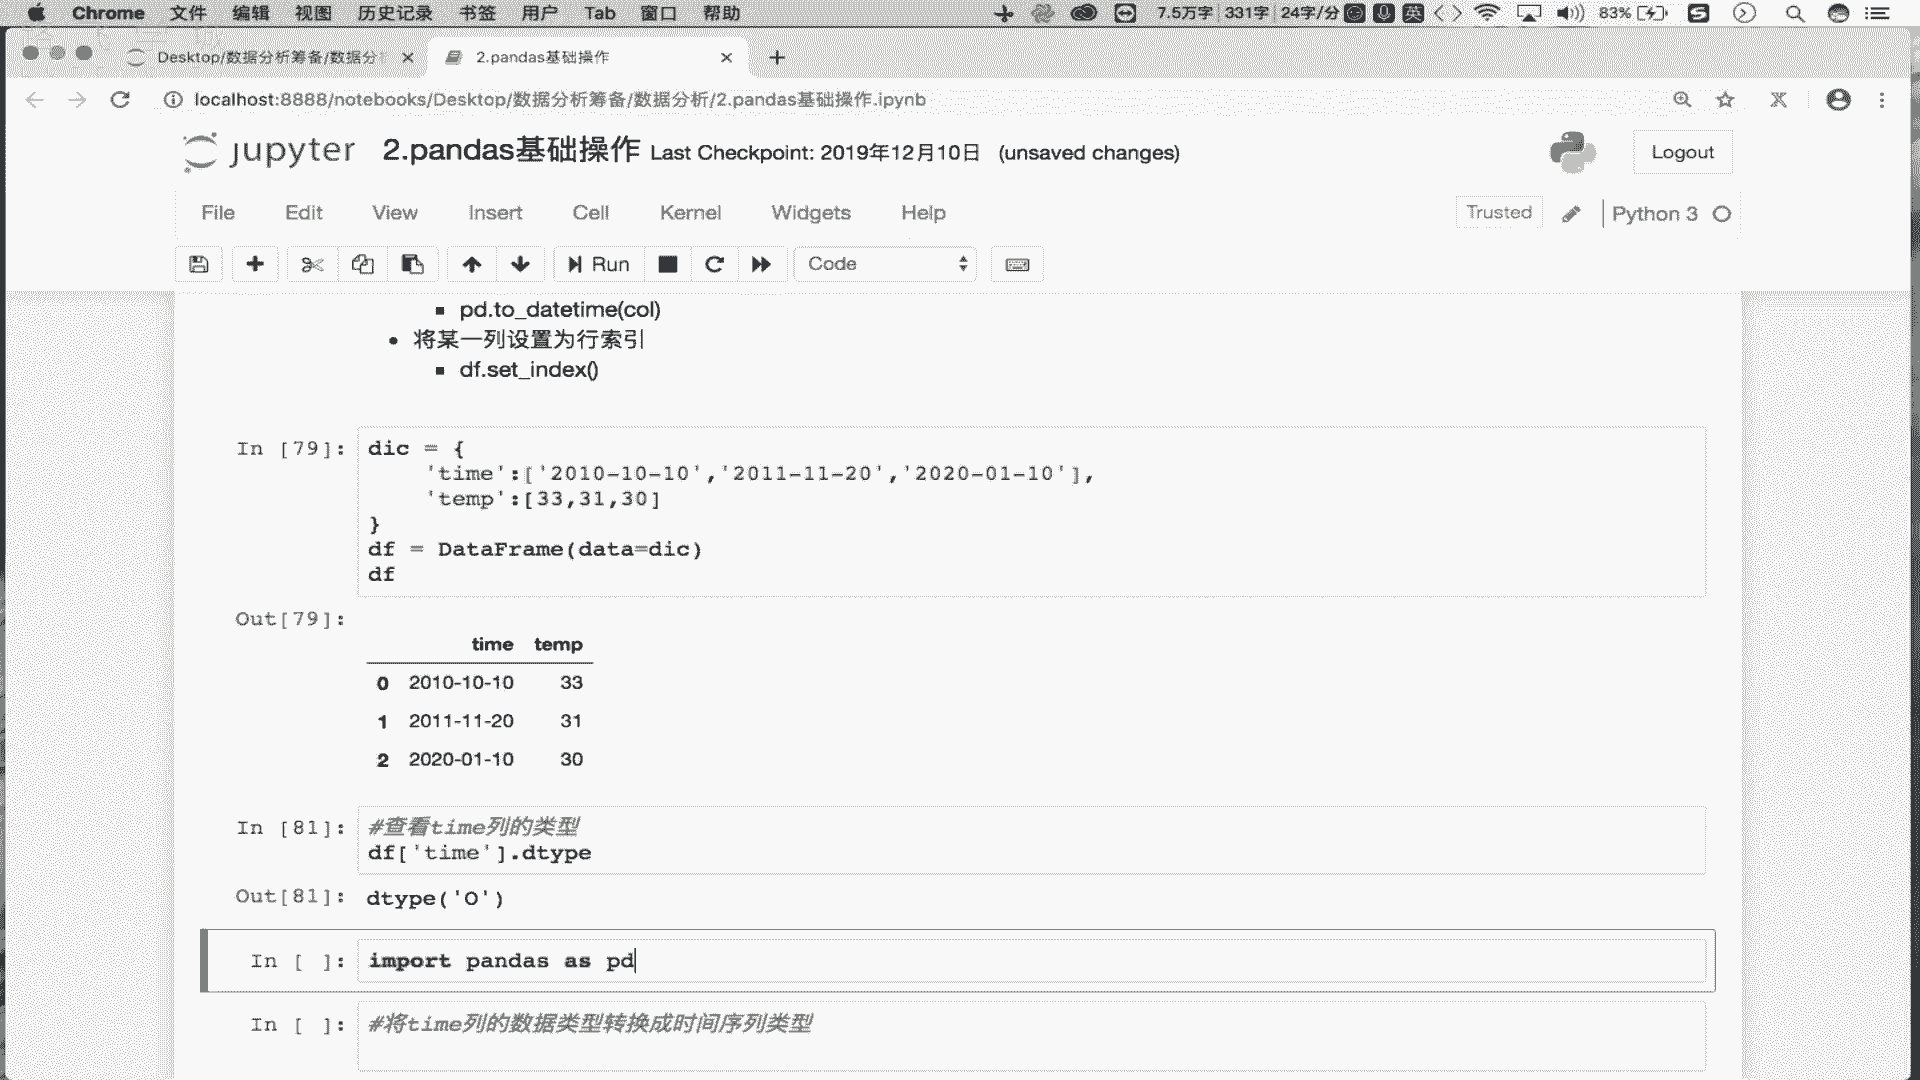 Chrome 文件 编辑 视图 历史记录 书签 用户 Tab 窗口 帮助 7.5万字 331字 24字/分 英 83%
Desktop/数据分析筹备/数据分 2.pandas基础操作
localhost:8888/notebooks/Desktop/数据分析筹备/数据分析/2.pandas基础操作.ipynb
jupyter 2.pandas基础操作 Last Checkpoint: 2019年12月10日 (unsaved changes) Logout
File Edit View Insert Cell Kernel Widgets Help Trusted Python 3
Run Code
pd.to_datetime(col)
将某一列设置为行索引
df.set_index()
In [79]: dic = {
'time':['2010-10-10','2011-11-20','2020-01-10'],
'temp':[33,31,30]
}
df = DataFrame(data=dic)
df
Out[79]:
time temp
0 2010-10-10 33
1 2011-11-20 31
2 2020-01-10 30
In [81]: #查看time列的类型
df['time'].dtype
Out[81]: dtype('O')
In [ ]: import pandas as pd
In [ ]: #将time列的数据类型转换成时间序列类型